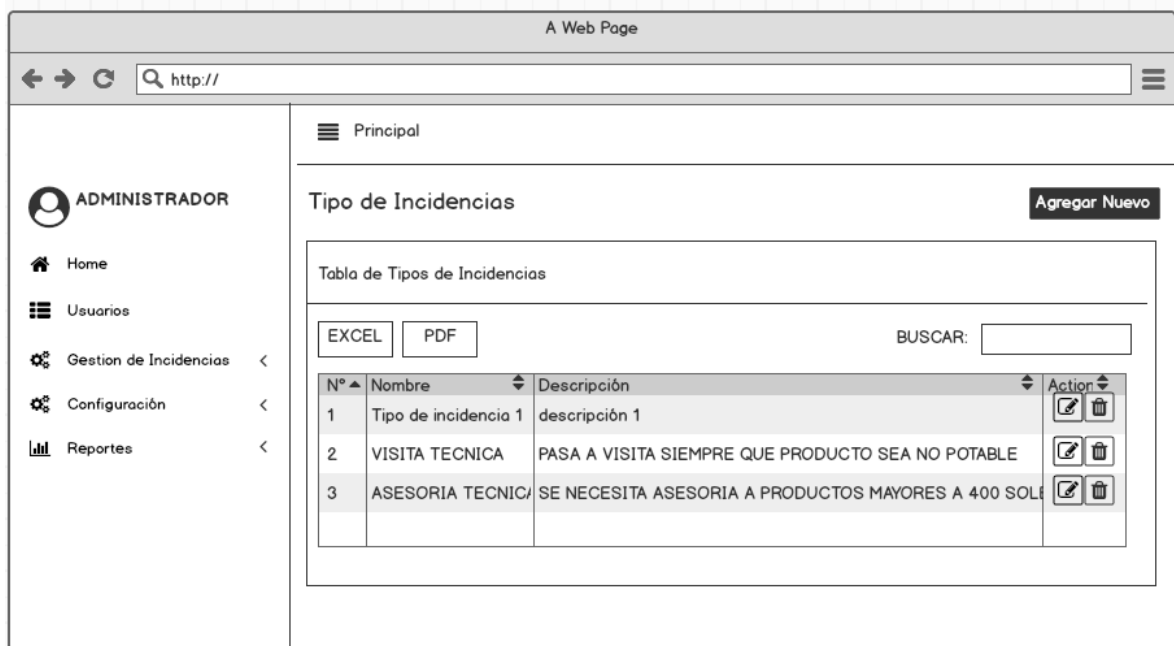 A Web Page
http://
Principal
ADMINISTRADOR
Home
Usuarios
Gestion de Incidencias
Configuración
Reportes
Tipo de Incidencias
Agregar Nuevo
Tabla de Tipos de Incidencias
EXCEL PDF BUSCAR:
N° Nombre Descripción Action
1 Tipo de incidencia 1 descripción 1
2 VISITA TECNICA PASA A VISITA SIEMPRE QUE PRODUCTO SEA NO POTABLE
3 ASESORIA TECNICA SE NECESITA ASESORIA A PRODUCTOS MAYORES A 400 SOLE